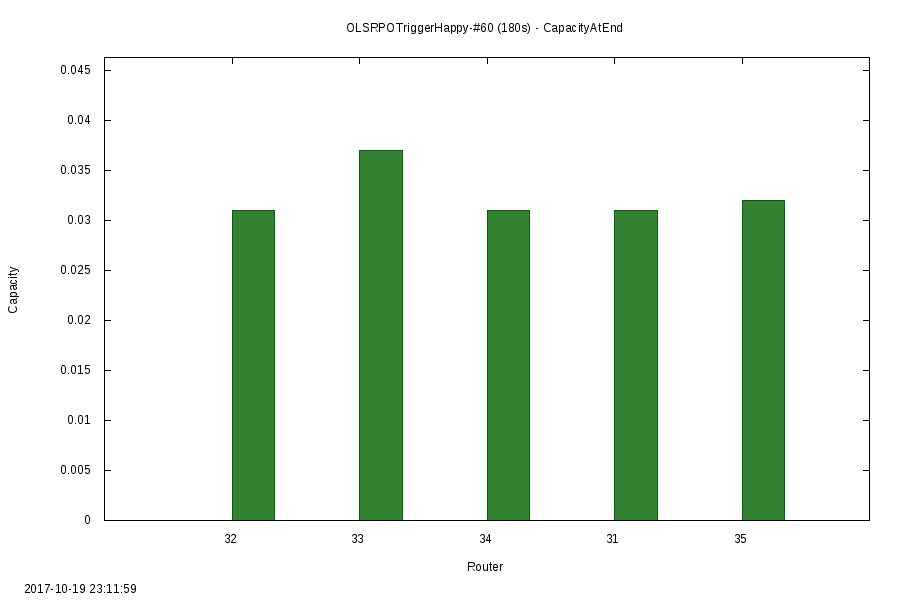 OLSRPOTriggerHappy-#60 (180s) - CapacityAtEnd
0.045
0.04
0.035
0.03
0.025
0.02
0.015
0.01
0.005
0
Capacity
32 33 34 31 35
Router
2017-10-19 23:11:59